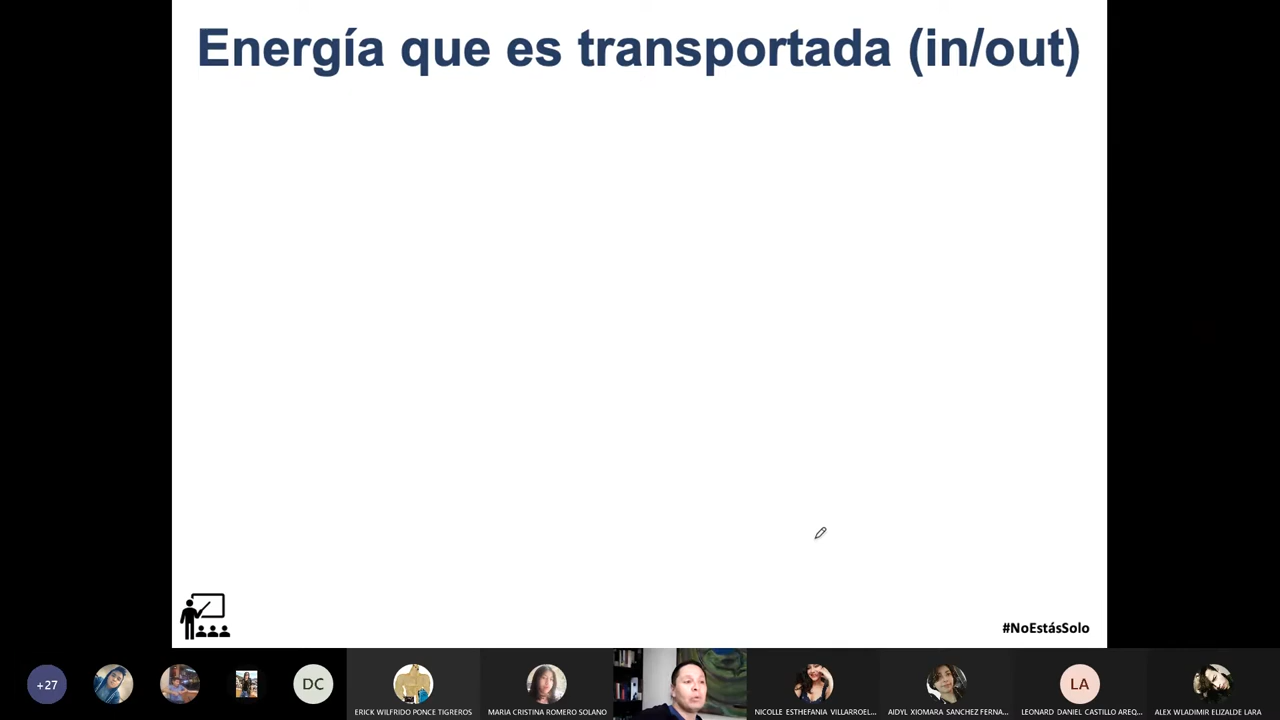 Energía que es transportada (in/out)
#NoEstásSolo
+27
DC
ERICK WILFRIDO PONCE TIGREROS
MARIA CRISTINA ROMERO SOLANO
NICOLLE ESTHEFANIA VILLARROEL...
AIDYL XIOMARA SANCHEZ FERNA...
LA
LEONARD DANIEL CASTILLO AREQ...
ALEX WLADIMIR ELIZALDE LARA